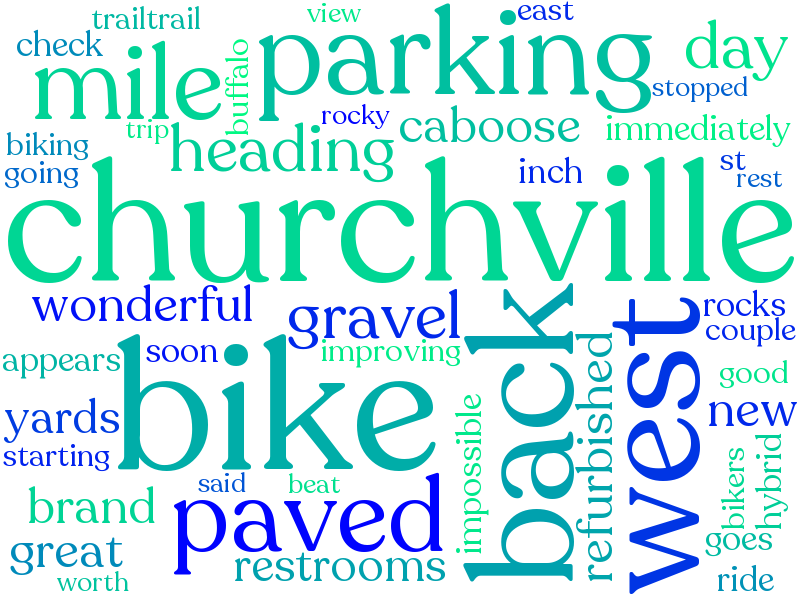 trailtrail view east
check mile buffalo parking day
stopped
trip heading rocky caboose immediately
biking
going inch st rest
churchville
wonderful gravel back west rocks
couple
appears bike soon improving refurbished good
yards impossible new
starting
said beat bikers hybrid
brand paved goes
great restrooms
worth ride